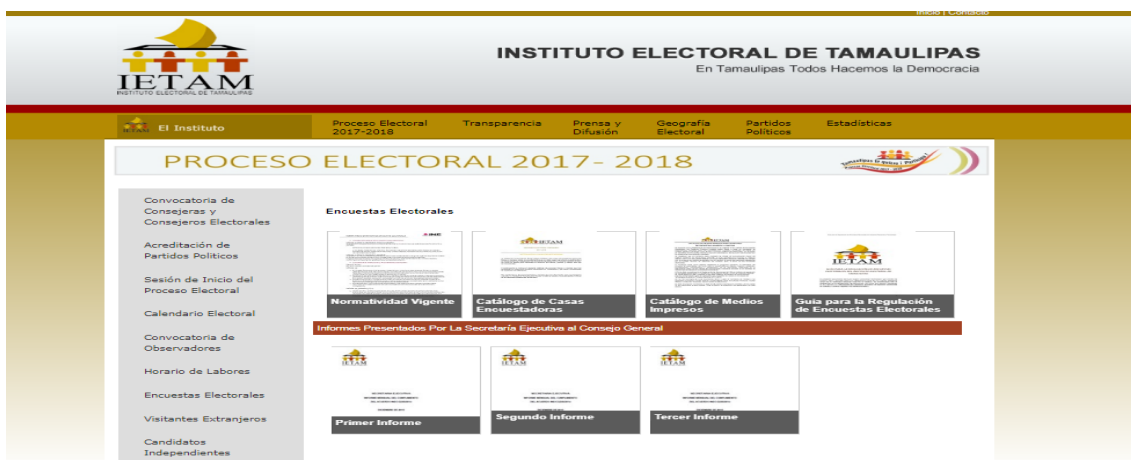 Inicio | Contacto
IETAM
INSTITUTO ELECTORAL DE TAMAULIPAS
INSTITUTO ELECTORAL DE TAMAULIPAS
En Tamaulipas Todos Hacemos la Democracia
IETAM El Instituto
Proceso Electoral
2017-2018
Transparencia
Prensa y
Difusión
Geografía
Electoral
Partidos
Políticos
Estadísticas
PROCESO ELECTORAL 2017- 2018
Convocatoria de
Consejeras y
Consejeros Electorales
Acreditación de
Partidos Políticos
Sesión de Inicio del
Proceso Electoral
Calendario Electoral
Convocatoria de
Observadores
Horario de Labores
Encuestas Electorales
Visitantes Extranjeros
Candidatos
Independientes
Encuestas Electorales
INE
Normatividad Vigente
IETAM
Catálogo de Casas
Encuestadoras
IETAM
Catálogo de Medios
Impresos
IETAM
Guia para la Regulación
de Encuestas Electorales
Informes Presentados Por La Secretaría Ejecutiva al Consejo General
IETAM
Primer Informe
IETAM
Segundo Informe
IETAM
Tercer Informe